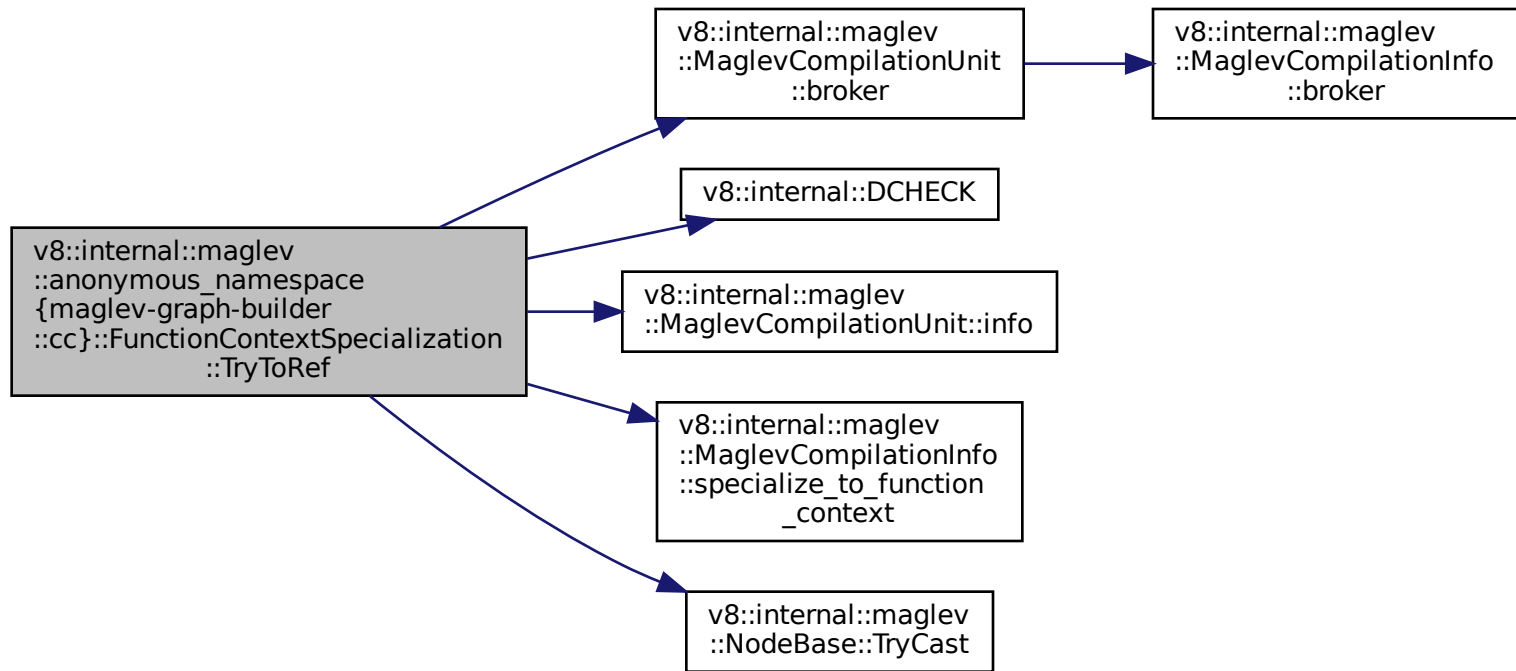 v8::internal::maglev
::MaglevCompilationUnit
::broker
v8::internal::maglev
::MaglevCompilationInfo
::broker
v8::internal::DCHECK
v8::internal::maglev
::anonymous_namespace
{maglev-graph-builder
::cc}::FunctionContextSpecialization
::TryToRef
v8::internal::maglev
::MaglevCompilationUnit::info
v8::internal::maglev
::MaglevCompilationInfo
::specialize_to_function
_context
v8::internal::maglev
::NodeBase::TryCast